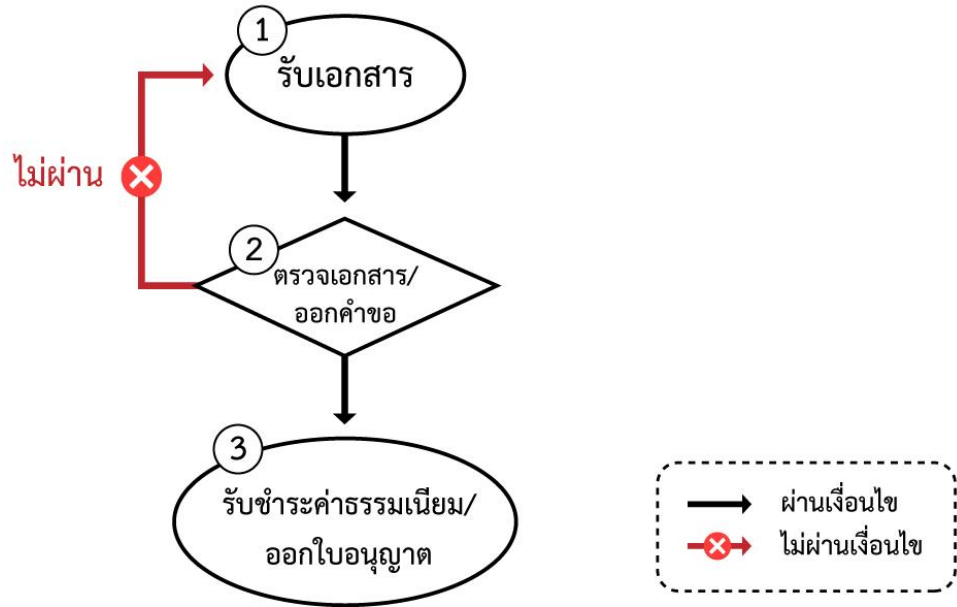 1
รับเอกสาร
ไม่ผ่าน
2
ตรวจเอกสาร/
ออกคำขอ
3
รับชำระค่าธรรมเนียม/
ออกใบอนุญาต
ผ่านเงื่อนไข
ไม่ผ่านเงื่อนไข